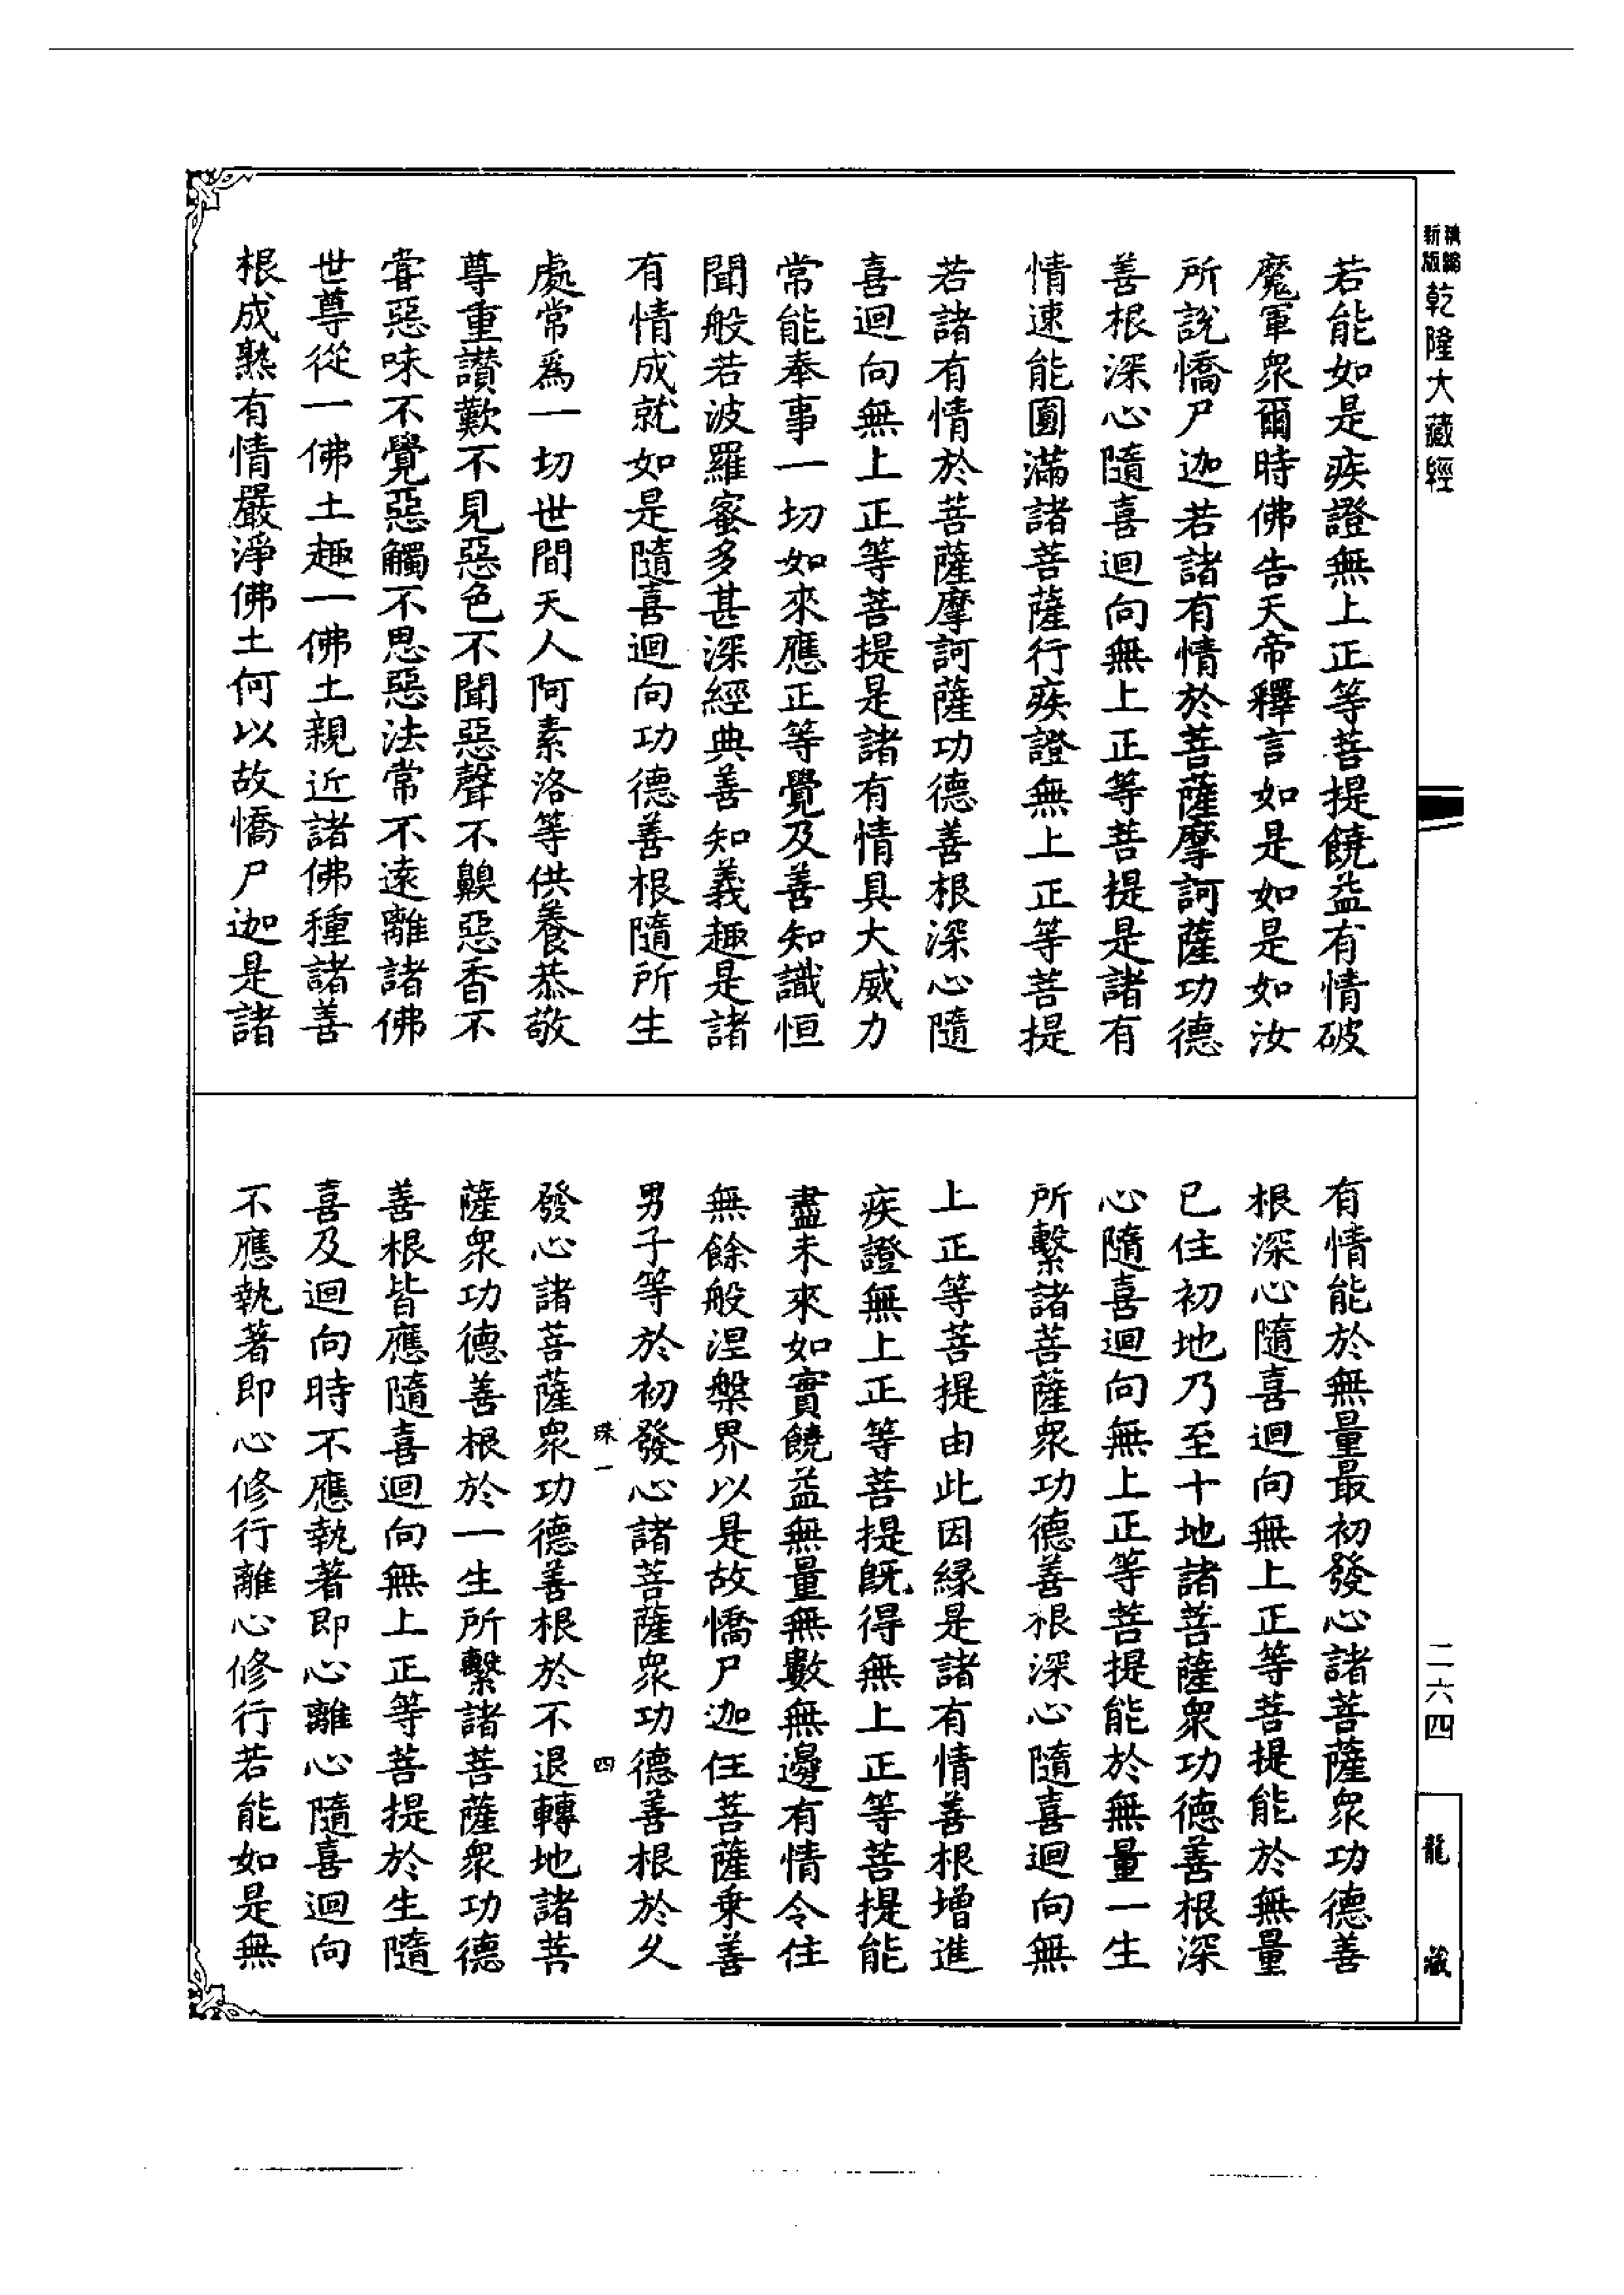 新版
精編
乾隆大藏經
若能如是疾證無上正等菩提饒益有情破
魔軍眾爾時佛告天帝釋言如是如是如汝
所說憍尸迦若諸有情於菩薩摩訶薩功德
善根深心隨喜迴向無上正等菩提是諸有
情速能圓滿諸菩薩行疾證無上正等菩提
若諸有情於菩薩摩訶薩功德善根深心隨
喜迴向無上正等菩提是諸有情具大威力
常能奉事一切如來應正等覺及善知識恒
聞般若波羅蜜多甚深經典善知義趣是諸
有情成就如是隨喜迴向功德善根隨所生
處常為一切世間天人阿素洛等供養恭敬
尊重讚歎不見惡色不聞惡聲不齅惡香不
甞惡味不覺惡觸不思惡法常不遠離諸佛
世尊從一佛土趣一佛土親近諸佛種諸善
根成熟有情嚴淨佛土何以故憍尸迦是諸
有情能於無量最初發心諸菩薩眾功德善
根深心隨喜迴向無上正等菩提能於無量
已住初地乃至十地諸菩薩眾功德善根深
心隨喜迴向無上正等菩提能於無量一生
所繫諸菩薩眾功德善根深心隨喜迴向無
上正等菩提由此因緣是諸有情善根增進
疾證無上正等菩提既得無上正等菩提能
盡未來如實饒益無量無數無邊有情令住
無餘般涅槃界以是故憍尸迦住菩薩乘善
男子等於初發心諸菩薩眾功德善根於久
珠一 四
發心諸菩薩眾功德善根於不退轉地諸菩
薩眾功德善根於一生所繫諸菩薩眾功德
善根皆應隨喜迴向無上正等菩提於生隨
喜及迴向時不應執著即心離心隨喜迴向
不應執著即心修行離心修行若能如是無
二六四
龍藏